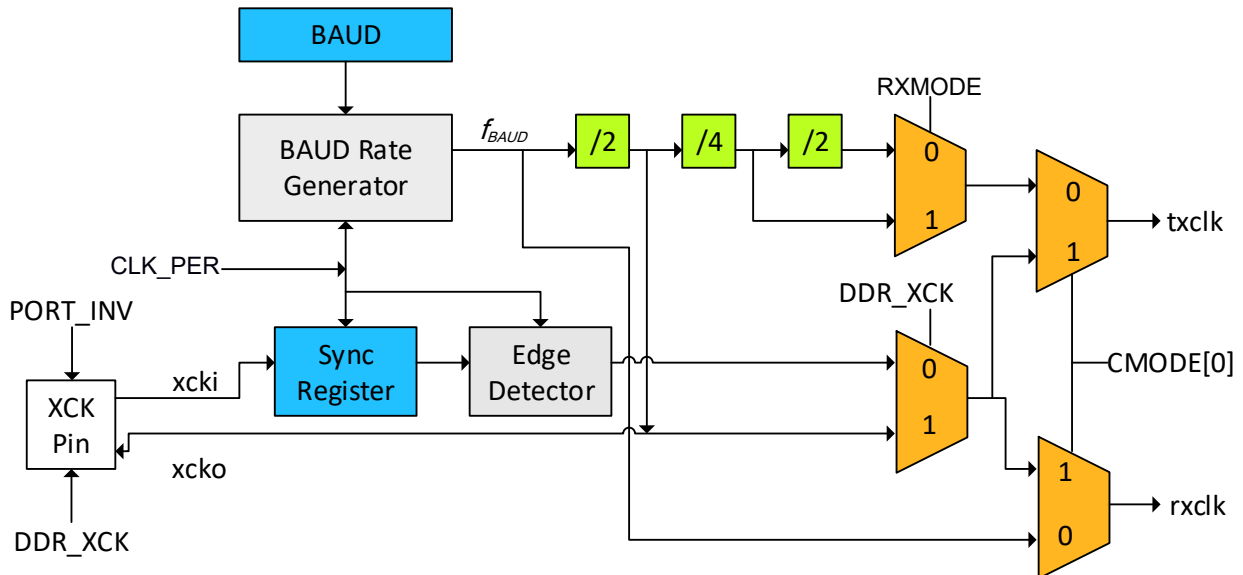 BAUD
RXMODE
BAUD Rate
Generator
f_BAUD
/2
/4
/2
0
1
0
1
txclk
CLK_PER
DDR_XCK
PORT_INV
Sync
Register
Edge
Detector
0
1
CMODE[0]
xcki
XCK
Pin
xcko
1
0
rxclk
DDR_XCK